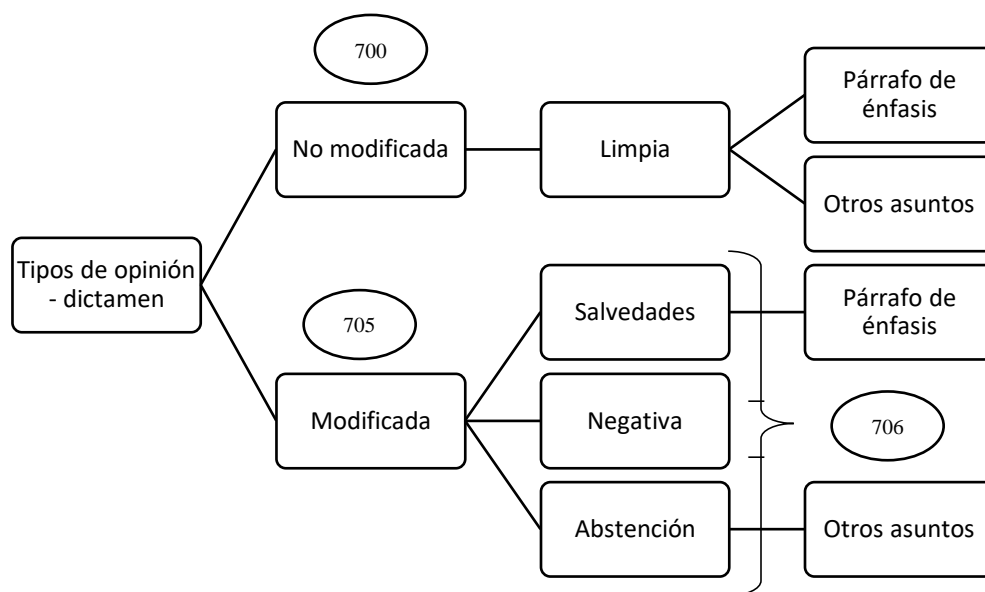 700
Párrafo de
énfasis
No modificada
Limpia
Otros asuntos
Tipos de opinión
- dictamen
705
Salvedades
Párrafo de
énfasis
Modificada
Negativa
706
Abstención
Otros asuntos